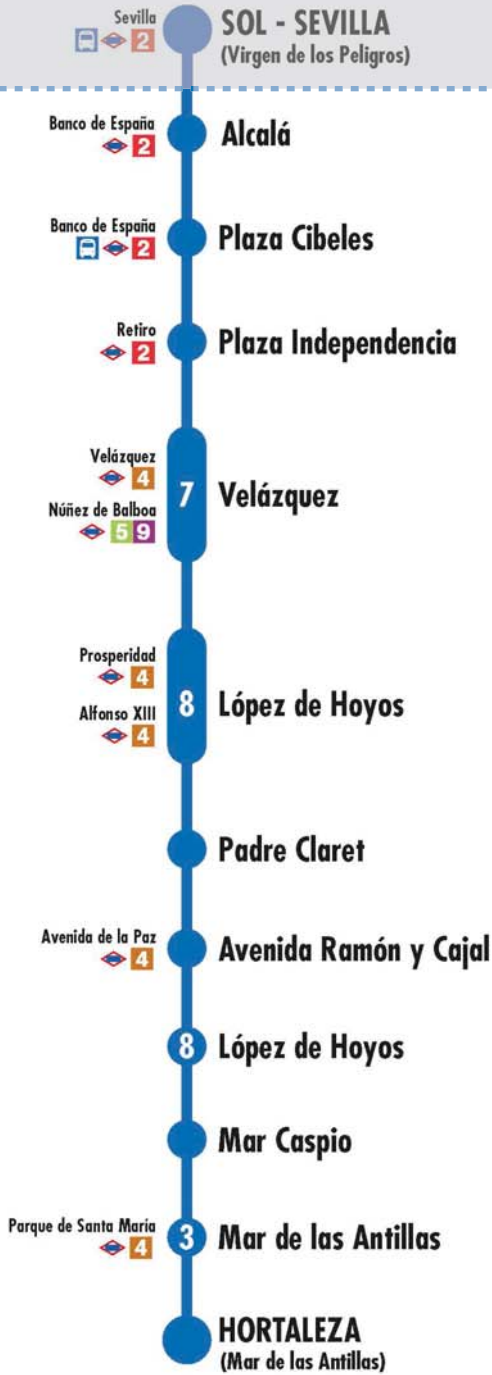 Sevilla
2
SOL - SEVILLA
(Virgen de los Peligros)
Banco de España
2
Alcalá
Banco de España
2
Plaza Cibeles
Retiro
2
Plaza Independencia
Velázquez
4
Núñez de Balboa
5 9
7
Velázquez
Prosperidad
4
Alfonso XIII
4
8
López de Hoyos
Padre Claret
Avenida de la Paz
4
Avenida Ramón y Cajal
8
López de Hoyos
Mar Caspio
Parque de Santa María
4
3
Mar de las Antillas
HORTALEZA
(Mar de las Antillas)